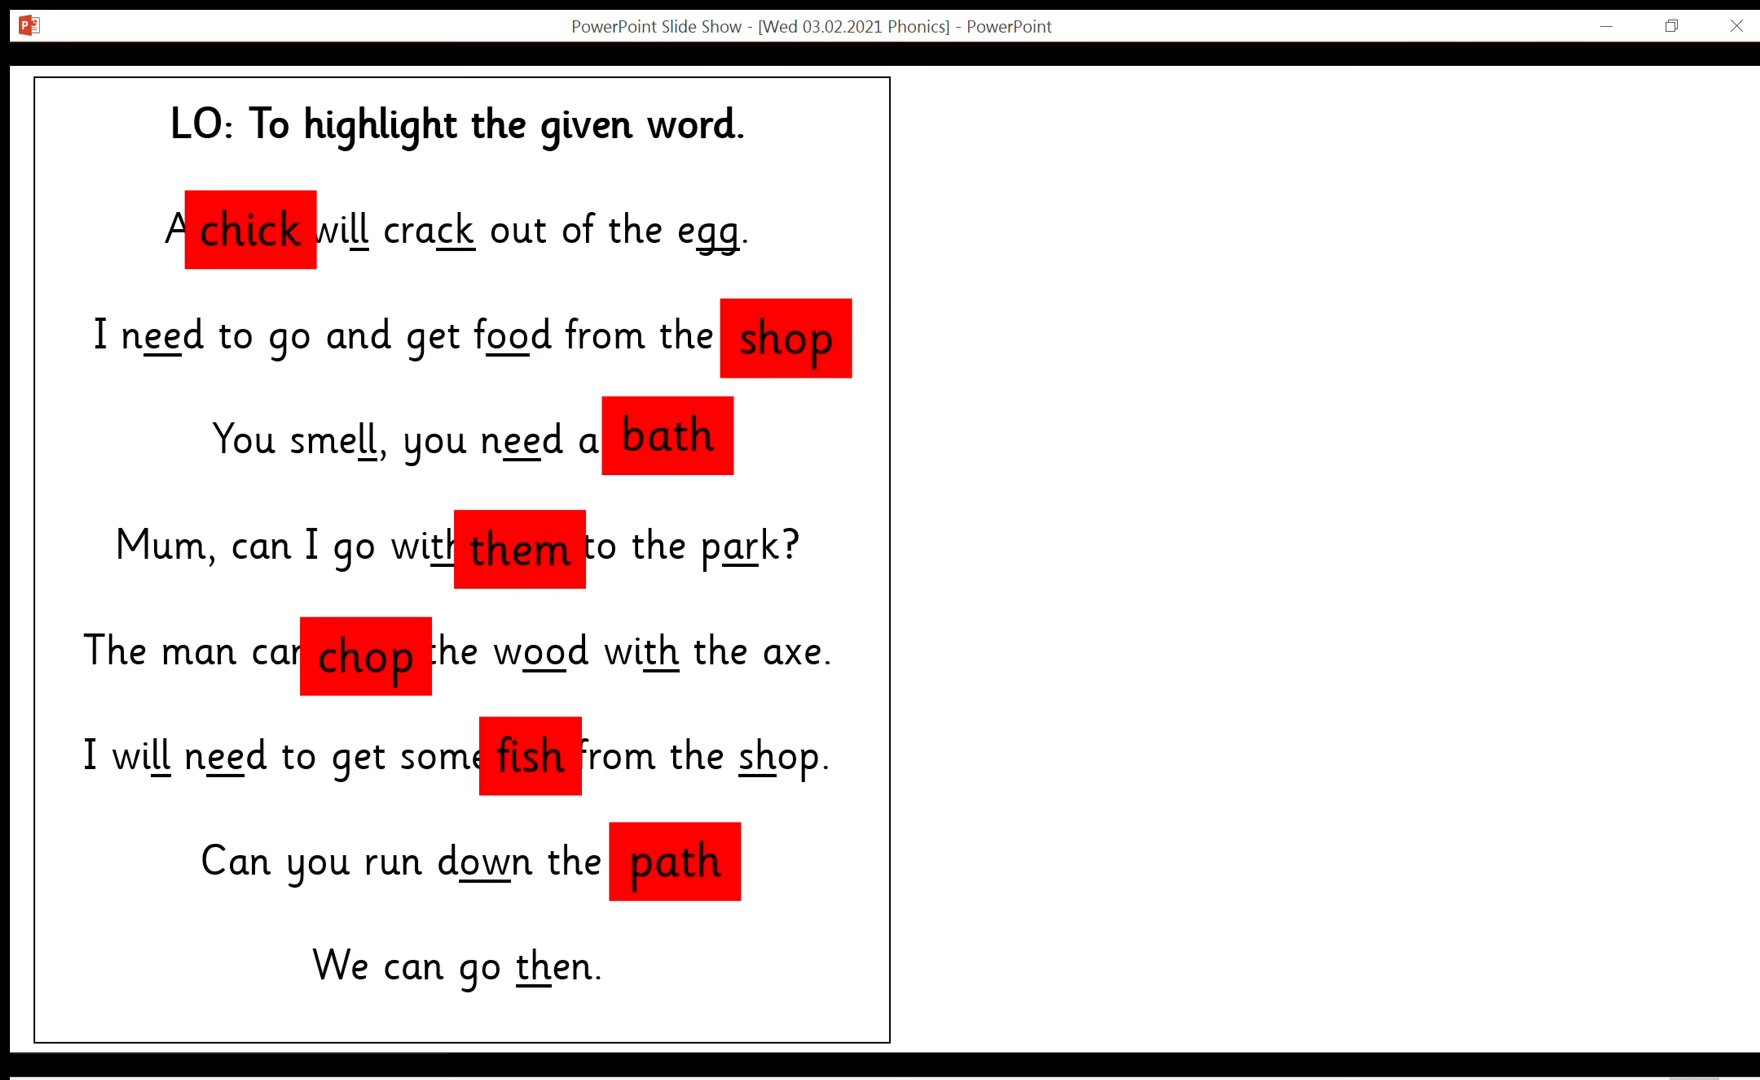 PowerPoint Slide Show - [Wed 03.02.2021 Phonics] - PowerPoint
LO: To highlight the given word.
A chick will crack out of the egg.
I need to go and get food from the shop
You smell, you need a bath
Mum, can I go with them to the park?
The man can chop the wood with the axe.
I will need to get some fish from the shop.
Can you run down the path
We can go then.